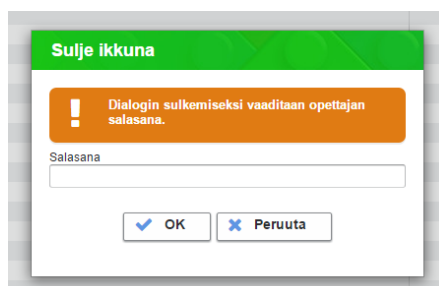 Sulje ikkuna
Dialogin sulkemiseksi vaaditaan opettajan
salasana.
Salasana
OK
Peruuta